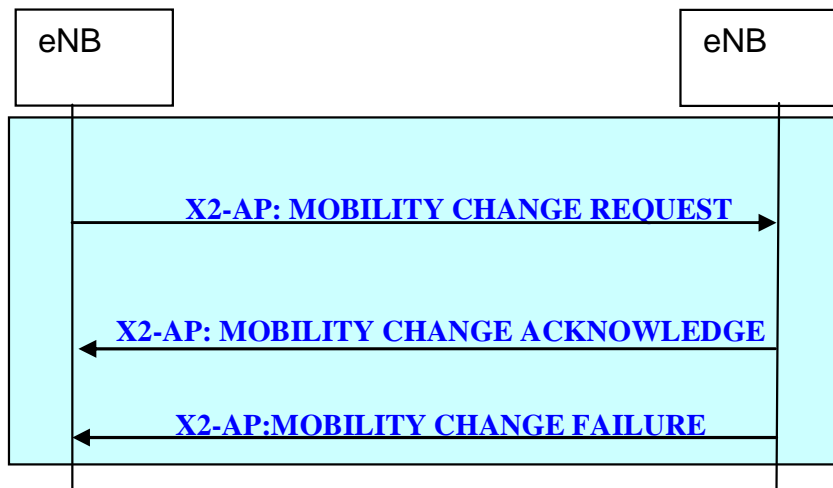 eNB
eNB
X2-AP: MOBILITY CHANGE REQUEST
X2-AP: MOBILITY CHANGE ACKNOWLEDGE
X2-AP:MOBILITY CHANGE FAILURE